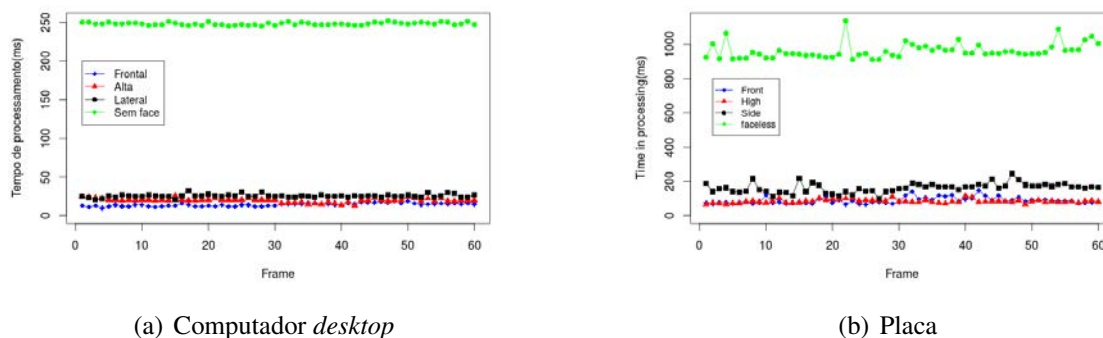 Tempo de processamento(ms)
250
200
150
100
50
0
Frontal
Alta
Lateral
Sem face
0 10 20 30 40 50 60
Frame
(a) Computador desktop
Time in processing(ms)
1000
800
600
400
200
0
Front
High
Side
faceless
0 10 20 30 40 50 60
Frame
(b) Placa